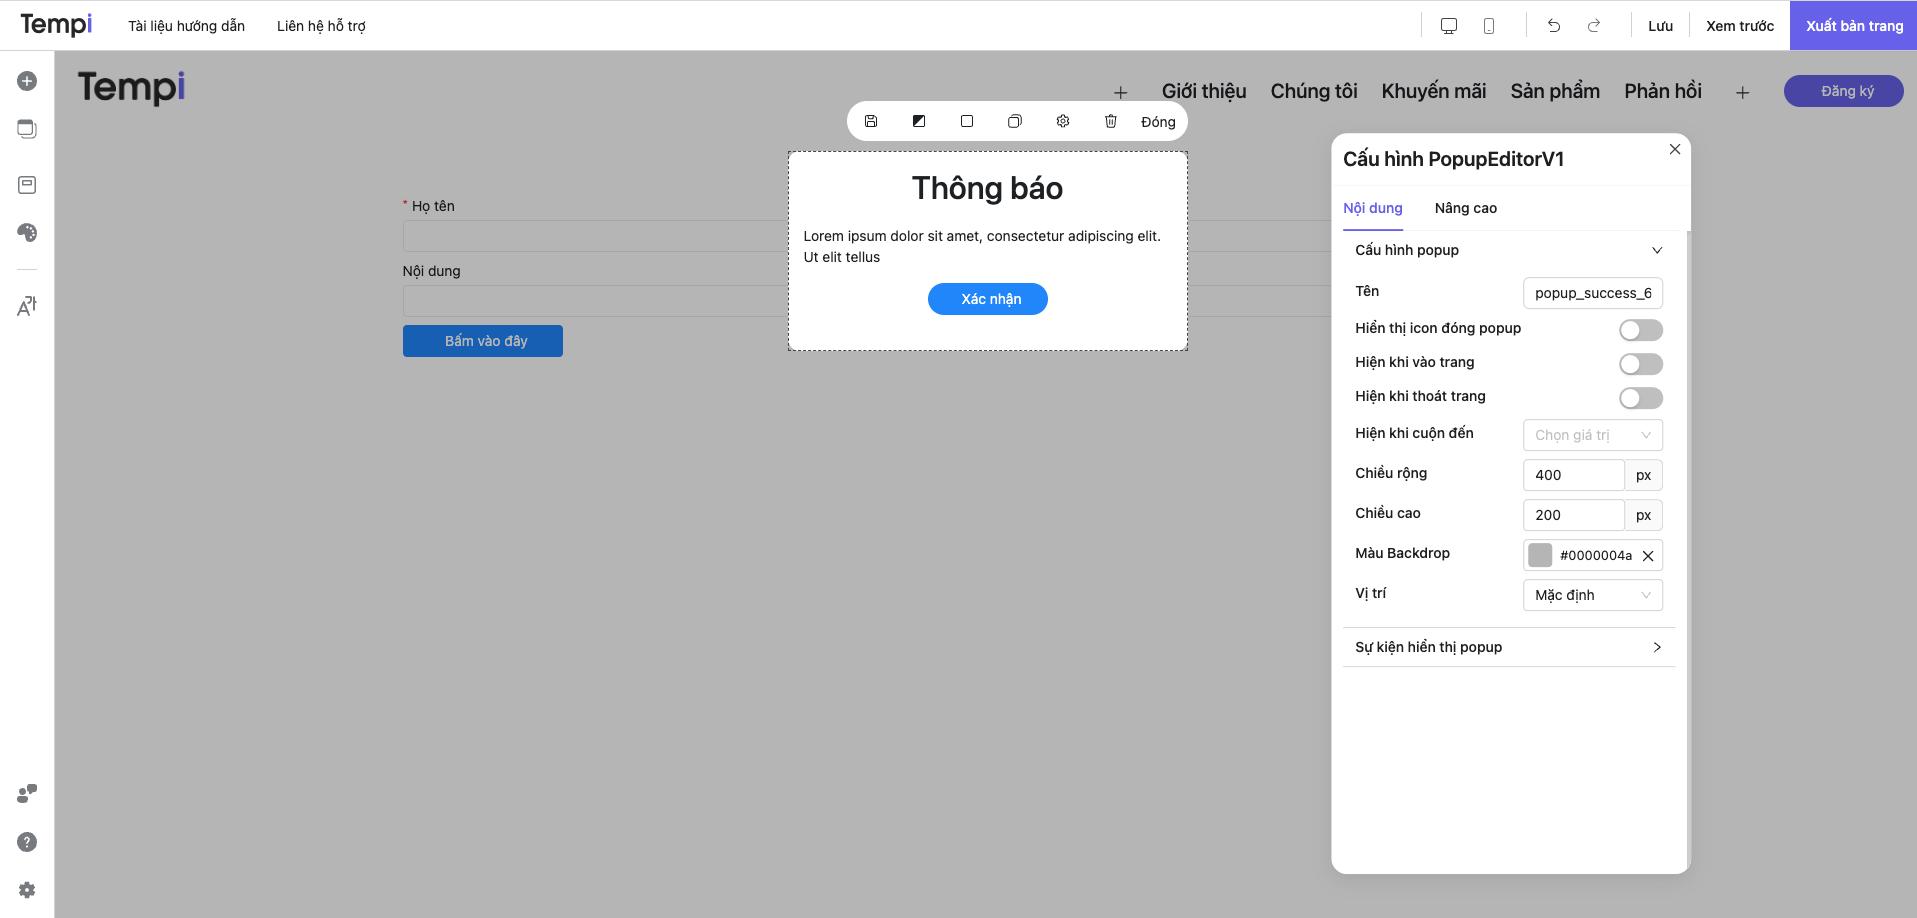 Tempi
Tài liệu hướng dẫn
Liên hệ hỗ trợ
Lưu
Xem trước
Xuất bản trang
Tempi
Giới thiệu
Chúng tôi
Khuyến mãi
Sản phẩm
Phản hồi
Đăng ký
Đóng
* Họ tên
Nội dung
Bấm vào đây
Thông báo
Lorem ipsum dolor sit amet, consectetur adipiscing elit.
Ut elit tellus
Xác nhận
Cấu hình PopupEditorV1
Nội dung
Nâng cao
Cấu hình popup
Tên
popup_success_6
Hiển thị icon đóng popup
Hiện khi vào trang
Hiện khi thoát trang
Hiện khi cuộn đến
Chọn giá trị
Chiều rộng
400
px
Chiều cao
200
px
Màu Backdrop
#0000004a
Vị trí
Mặc định
Sự kiện hiển thị popup